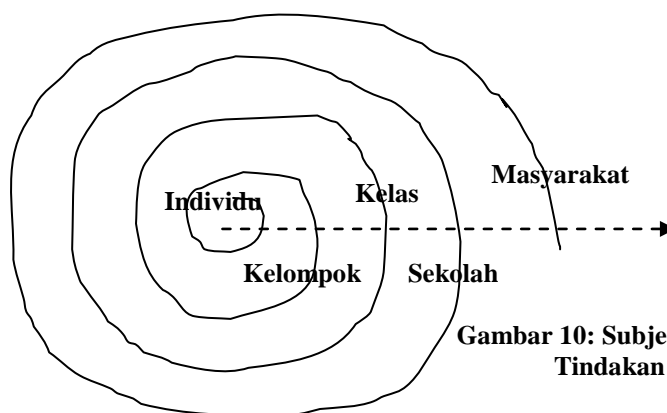 Masyarakat
Individu
Kelas
Kelompok
Sekolah
Gambar 10: Subje
Tindakan